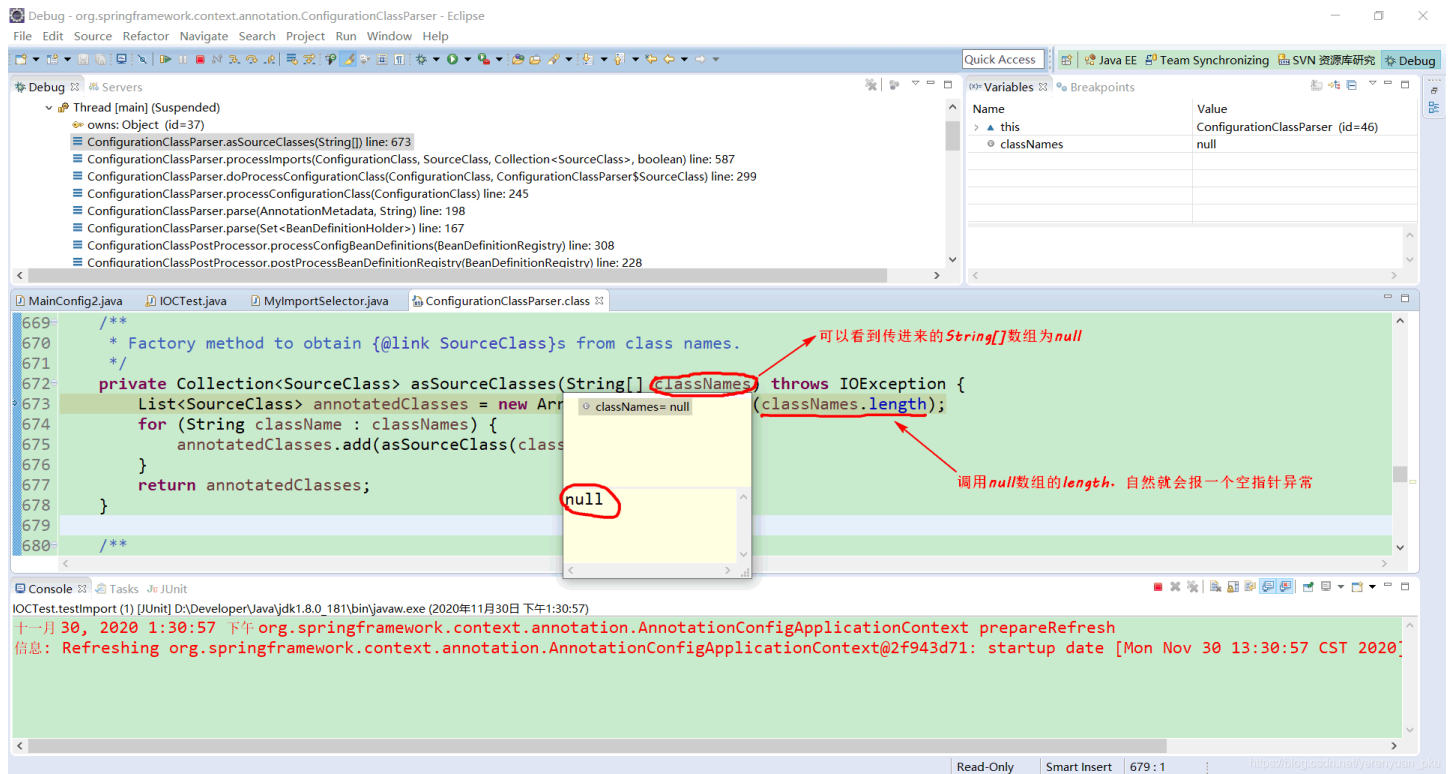 Debug - org.springframework.context.annotation.ConfigurationClassParser - Eclipse
File Edit Source Refactor Navigate Search Project Run Window Help
Quick Access Java EE Team Synchronizing SVN 资源库研究 Debug
Debug Servers
Thread [main] (Suspended)
owns: Object (id=37)
ConfigurationClassParser.asSourceClasses(String[]) line: 673
ConfigurationClassParser.processImports(ConfigurationClass, SourceClass, Collection<SourceClass>, boolean) line: 587
ConfigurationClassParser.doProcessConfigurationClass(ConfigurationClass, ConfigurationClassParser$SourceClass) line: 299
ConfigurationClassParser.processConfigurationClass(ConfigurationClass) line: 245
ConfigurationClassParser.parse(AnnotationMetadata, String) line: 198
ConfigurationClassParser.parse(Set<BeanDefinitionHolder>) line: 167
ConfigurationClassPostProcessor.processConfigBeanDefinitions(BeanDefinitionRegistry) line: 308
ConfigurationClassPostProcessor.postProcessBeanDefinitionRegistry(BeanDefinitionRegistry) line: 228
(x)= Variables Breakpoints
Name Value
this ConfigurationClassParser (id=46)
classNames null
MainConfig2.java IOCTest.java MyImportSelector.java ConfigurationClassParser.class
669 /**
670 * Factory method to obtain {@link SourceClass}s from class names.
671 */
672 private Collection<SourceClass> asSourceClasses(String[] classNames) throws IOException {
673 List<SourceClass> annotatedClasses = new Arr (classNames.length);
674 for (String className : classNames) {
675 annotatedClasses.add(asSourceClass(clas
676 }
677 return annotatedClasses;
678 }
679
680 /**
可以看到传进来的String[]数组为null
classNames= null
null
调用null数组的length. 自然就会报一个空指针异常
Console Tasks JUnit
IOCTest.testImport (1) [JUnit] D:\Developer\Java\jdk1.8.0_181\bin\javaw.exe (2020年11月30日 下午1:30:57)
十一月 30, 2020 1:30:57 下午 org.springframework.context.annotation.AnnotationConfigApplicationContext prepareRefresh
信息: Refreshing org.springframework.context.annotation.AnnotationConfigApplicationContext@2f943d71: startup date [Mon Nov 30 13:30:57 CST 2020]
Read-Only Smart Insert 679 : 1
https://blog.csdn.net/yerenyuan_pku